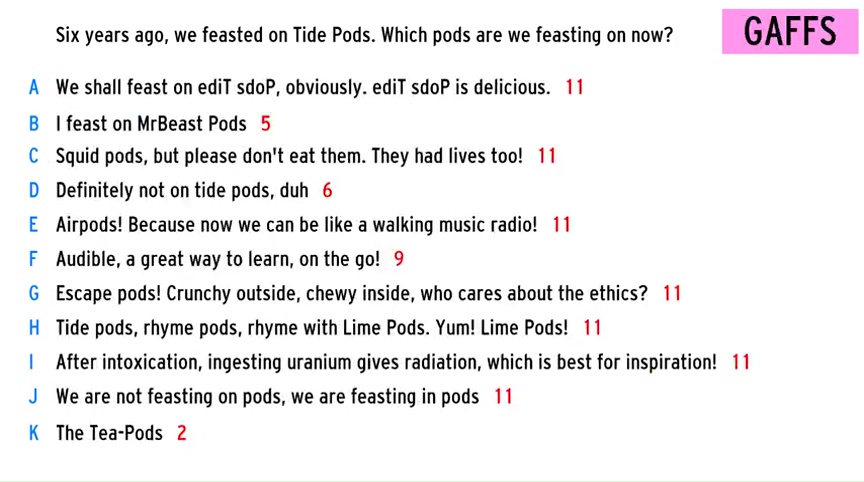 Six years ago, we feasted on Tide Pods. Which pods are we feasting on now?
GAFFS
A We shall feast on ediT sdoP, obviously. ediT sdoP is delicious. 11
B I feast on MrBeast Pods 5
C Squid pods, but please don't eat them. They had lives too! 11
D Definitely not on tide pods, duh 6
E Airpods! Because now we can be like a walking music radio! 11
F Audible, a great way to learn, on the go! 9
G Escape pods! Crunchy outside, chewy inside, who cares about the ethics? 11
H Tide pods, rhyme pods, rhyme with Lime Pods. Yum! Lime Pods! 11
I After intoxication, ingesting uranium gives radiation, which is best for inspiration! 11
J We are not feasting on pods, we are feasting in pods 11
K The Tea-Pods 2